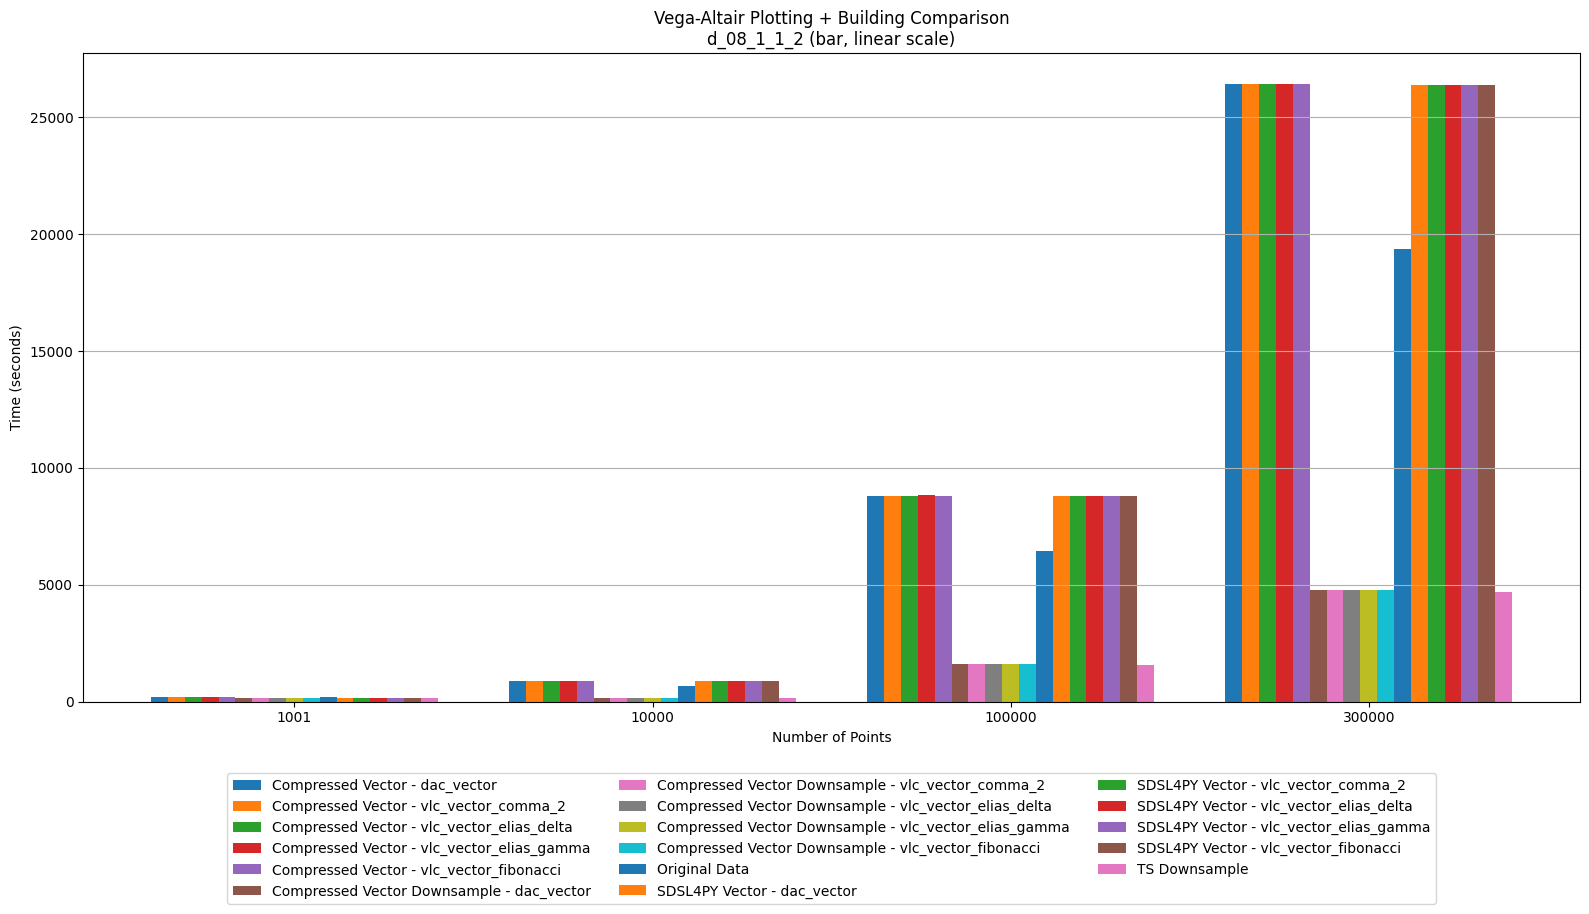 Vega-Altair Plotting + Building Comparison
d_08_1_1_2 (bar, linear scale)
Time (seconds)
25000
20000
15000
10000
5000
0
1001
10000
100000
300000
Number of Points
Compressed Vector - dac_vector
Compressed Vector - vlc_vector_comma_2
Compressed Vector - vlc_vector_elias_delta
Compressed Vector - vlc_vector_elias_gamma
Compressed Vector - vlc_vector_fibonacci
Compressed Vector Downsample - dac_vector
Compressed Vector Downsample - vlc_vector_comma_2
Compressed Vector Downsample - vlc_vector_elias_delta
Compressed Vector Downsample - vlc_vector_elias_gamma
Compressed Vector Downsample - vlc_vector_fibonacci
Original Data
SDSL4PY Vector - dac_vector
SDSL4PY Vector - vlc_vector_comma_2
SDSL4PY Vector - vlc_vector_elias_delta
SDSL4PY Vector - vlc_vector_elias_gamma
SDSL4PY Vector - vlc_vector_fibonacci
TS Downsample